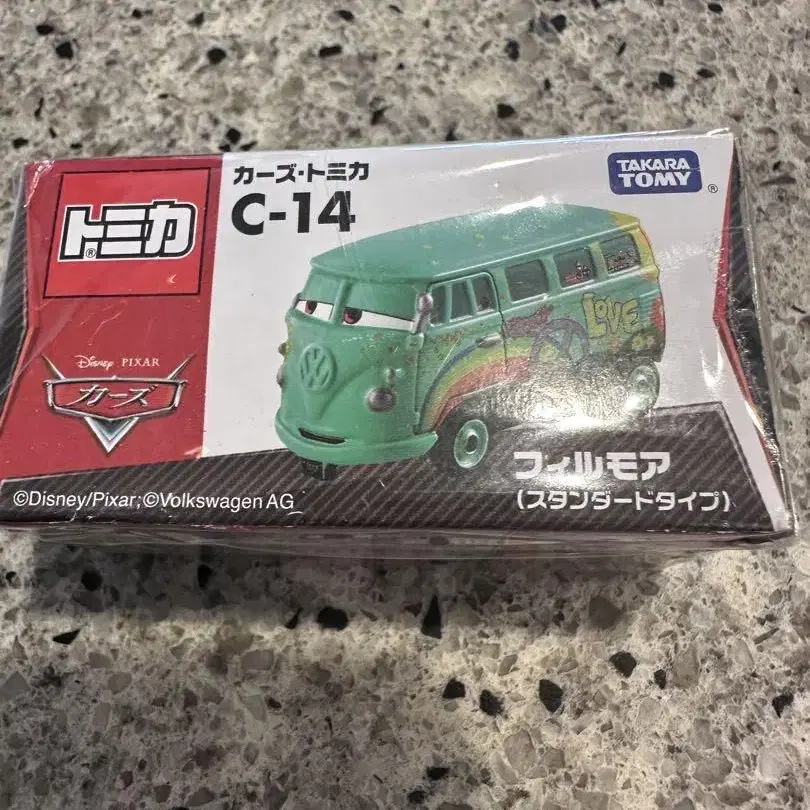 カーズ・トミカ
C-14
TAKARA
TOMY
®
トミカ
®
Disney PIXAR
カーズ
LOVE
フィルモア
(スタンダードタイプ)
©Disney/Pixar;©Volkswagen AG